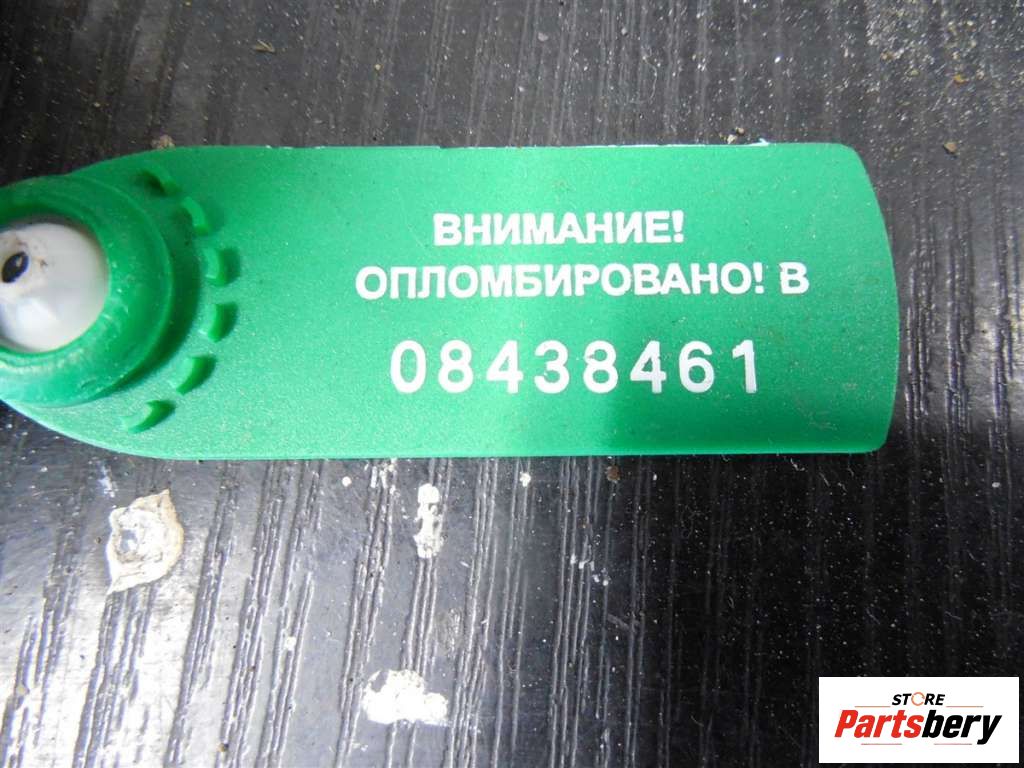 ВНИМАНИЕ!
ОПЛОМБИРОВАНО! В
08438461
STORE
Partsbery